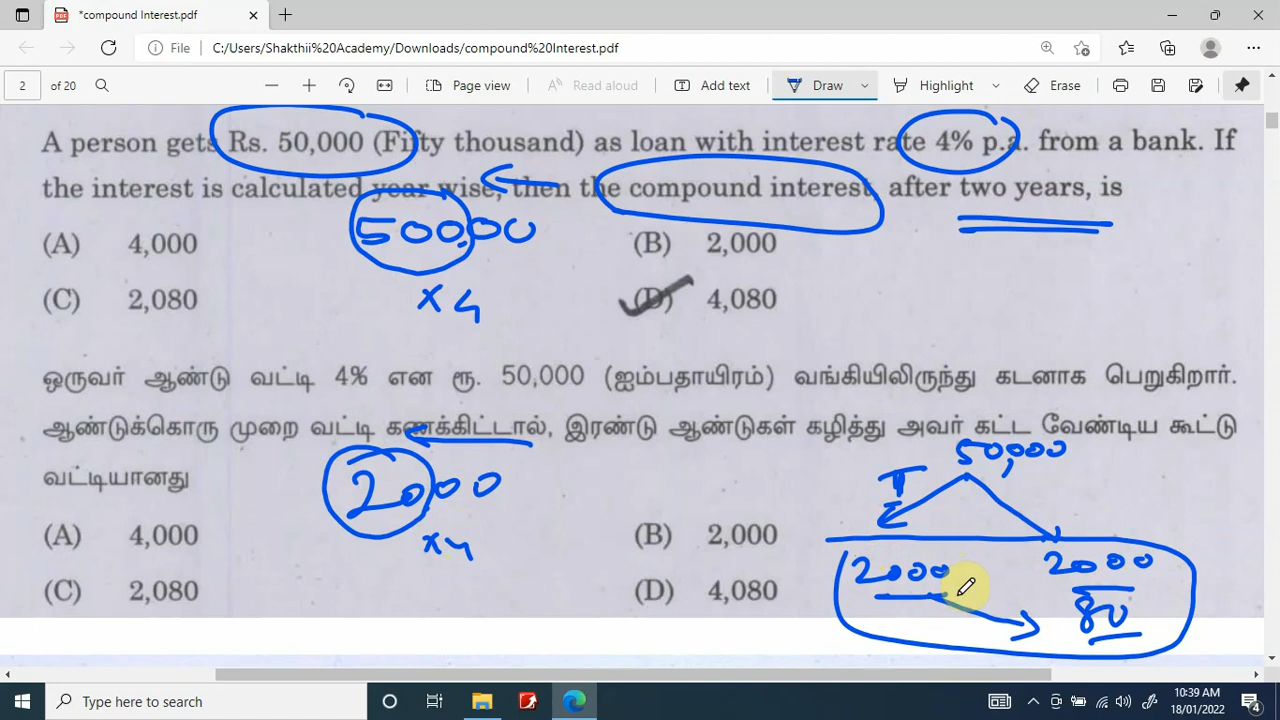 *compound Interest.pdf
File C:/Users/Shakthii%20Academy/Downloads/compound%20Interest.pdf
2 of 20 Page view Read aloud Add text Draw Highlight Erase
A person gets Rs. 50,000 (Fifty thousand) as loan with interest rate 4% p.a. from a bank. If
the interest is calculated year wise, then the compound interest, after two years, is
50000
(A) 4,000 (B) 2,000
x 4
(C) 2,080 (D) 4,080
ஒருவர் ஆண்டு வட்டி 4% என ரூ. 50,000 (ஐம்பதாயிரம்) வங்கியிலிருந்து கடனாக பெறுகிறார்.
ஆண்டுக்கொரு முறை வட்டி கணக்கிட்டால், இரண்டு ஆண்டுகள் கழித்து அவர் கட்ட வேண்டிய கூட்டு
50,000
வட்டியானது
2000
(A) 4,000 (B) 2,000
x4
2000 2000
(C) 2,080 (D) 4,080
80
Type here to search
10:39 AM
18/01/2022
4